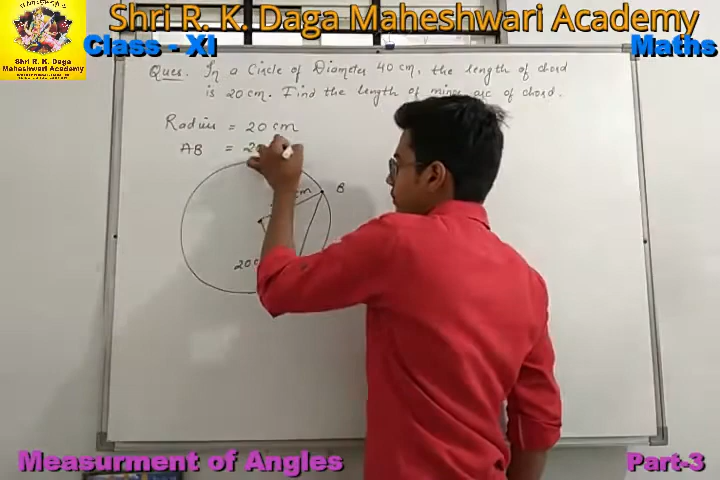 Shri R. K. Daga Maheshwari Academy
Shri R. K. Daga
Maheshwari Academy
Class - XI
Maths
Ques. In a Circle of Diameter 40 cm, the length of chord
is 20 cm. Find the length of minor arc of chord.
Radius = 20 cm
AB = 20
B
cm
20
Measurment of Angles
Part-3